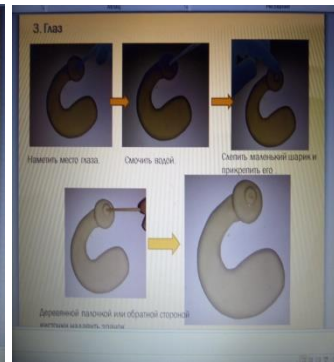 3. Глаз
Наметить место глаза.
Смочить водой.
Слепить маленький шарик и
прикрепить его.
Деревянной палочкой или обратной стороной